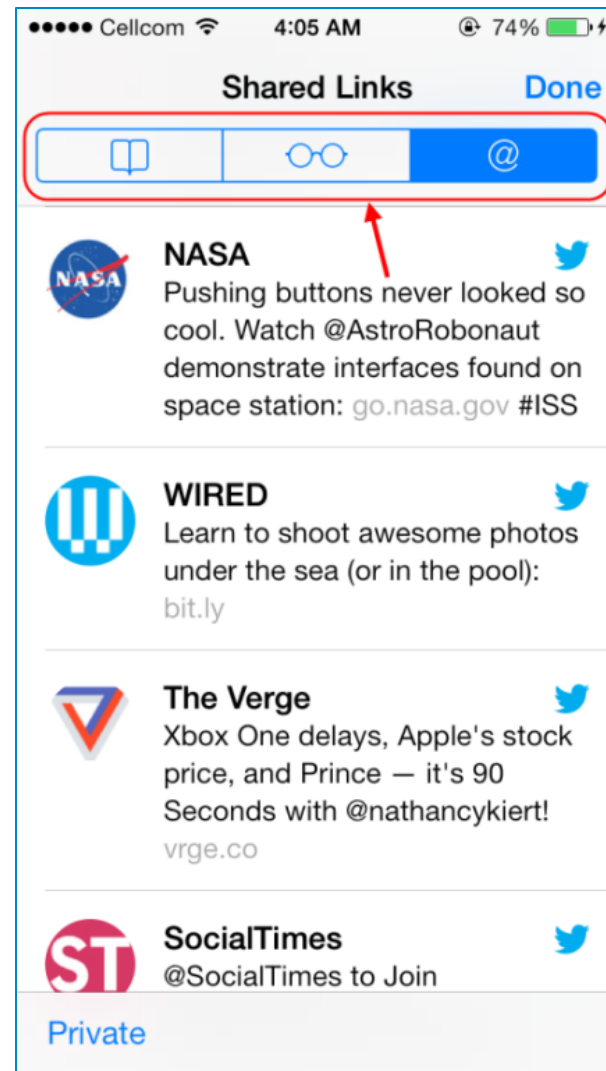 Cellcom 4:05 AM 74%
Shared Links Done
@
NASA
NASA
Pushing buttons never looked so
cool. Watch @AstroRobonaut
demonstrate interfaces found on
space station: go.nasa.gov #ISS
WIRED
Learn to shoot awesome photos
under the sea (or in the pool):
bit.ly
The Verge
Xbox One delays, Apple's stock
price, and Prince — it's 90
Seconds with @nathancykiert!
vrge.co
ST
SocialTimes
@SocialTimes to Join
Private